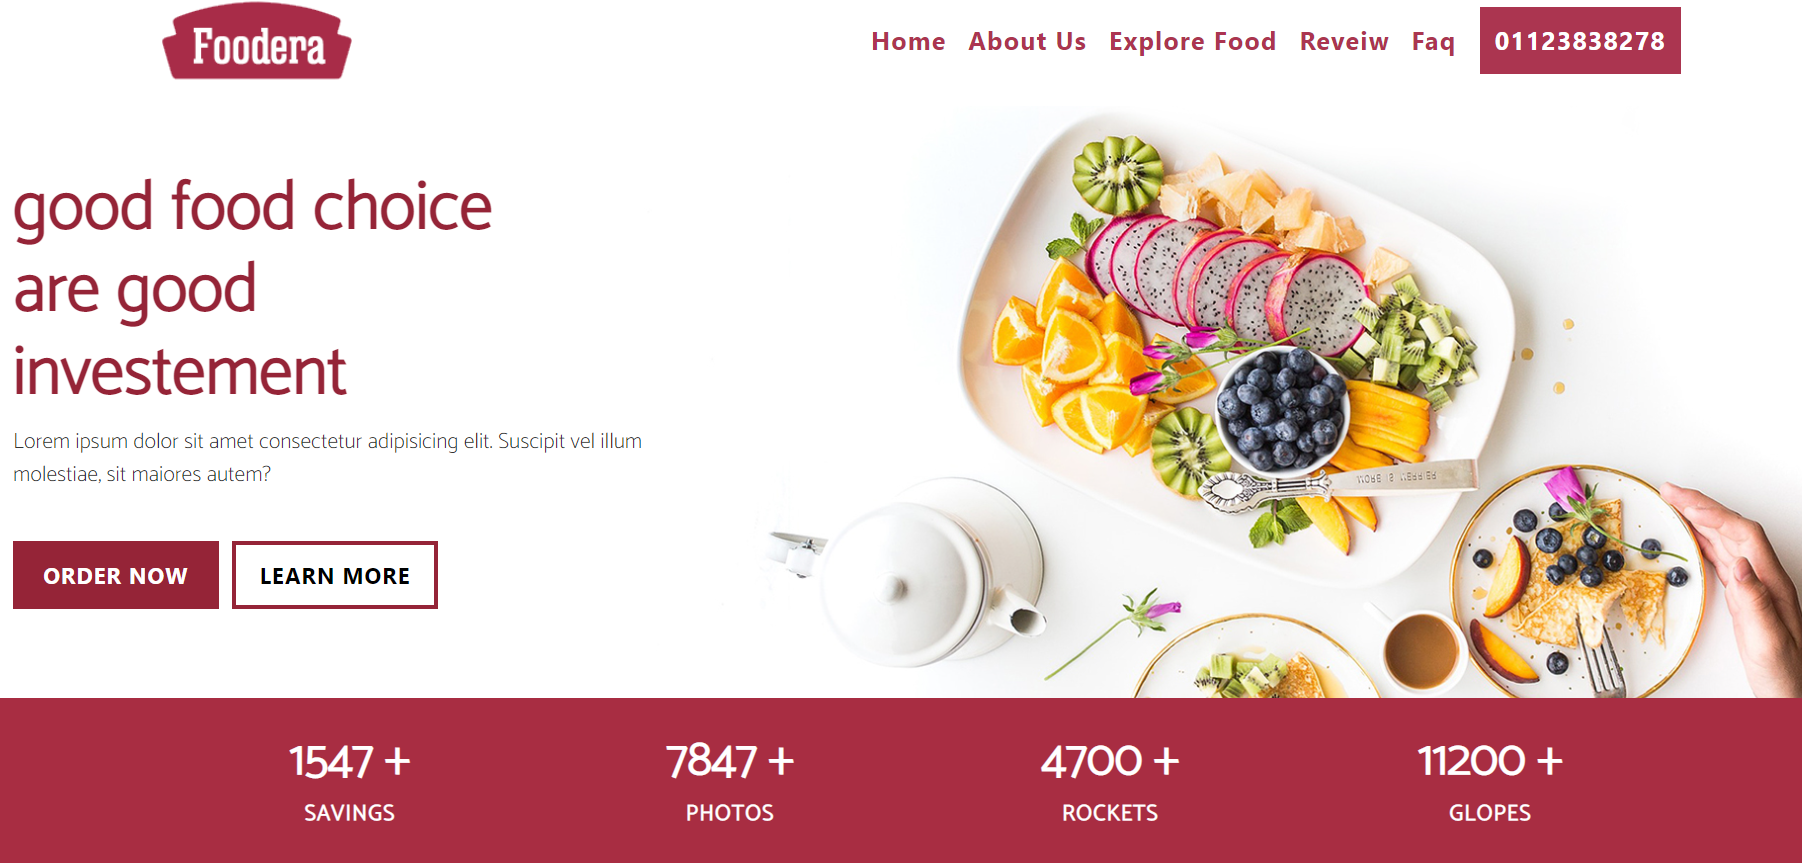 Foodera
Home About Us Explore Food Reveiw Faq 01123838278
good food choice
are good
investement
Lorem ipsum dolor sit amet consectetur adipisicing elit. Suscipit vel illum
molestiae, sit maiores autem?
ORDER NOW LEARN MORE
1547 + 7847 + 4700 + 11200 +
SAVINGS PHOTOS ROCKETS GLOPES